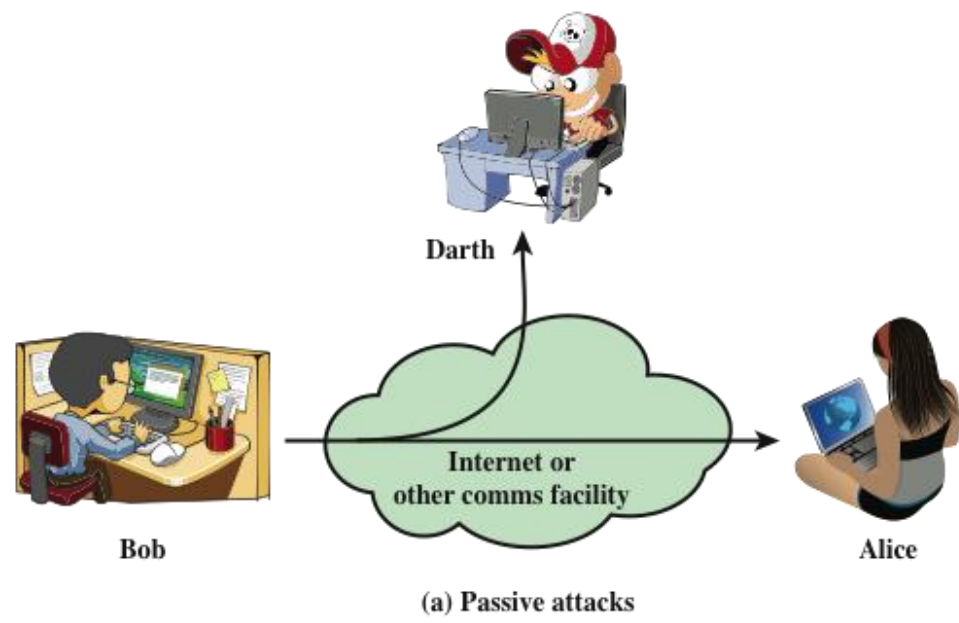 Darth
Internet or
other comms facility
Bob
Alice
(a) Passive attacks